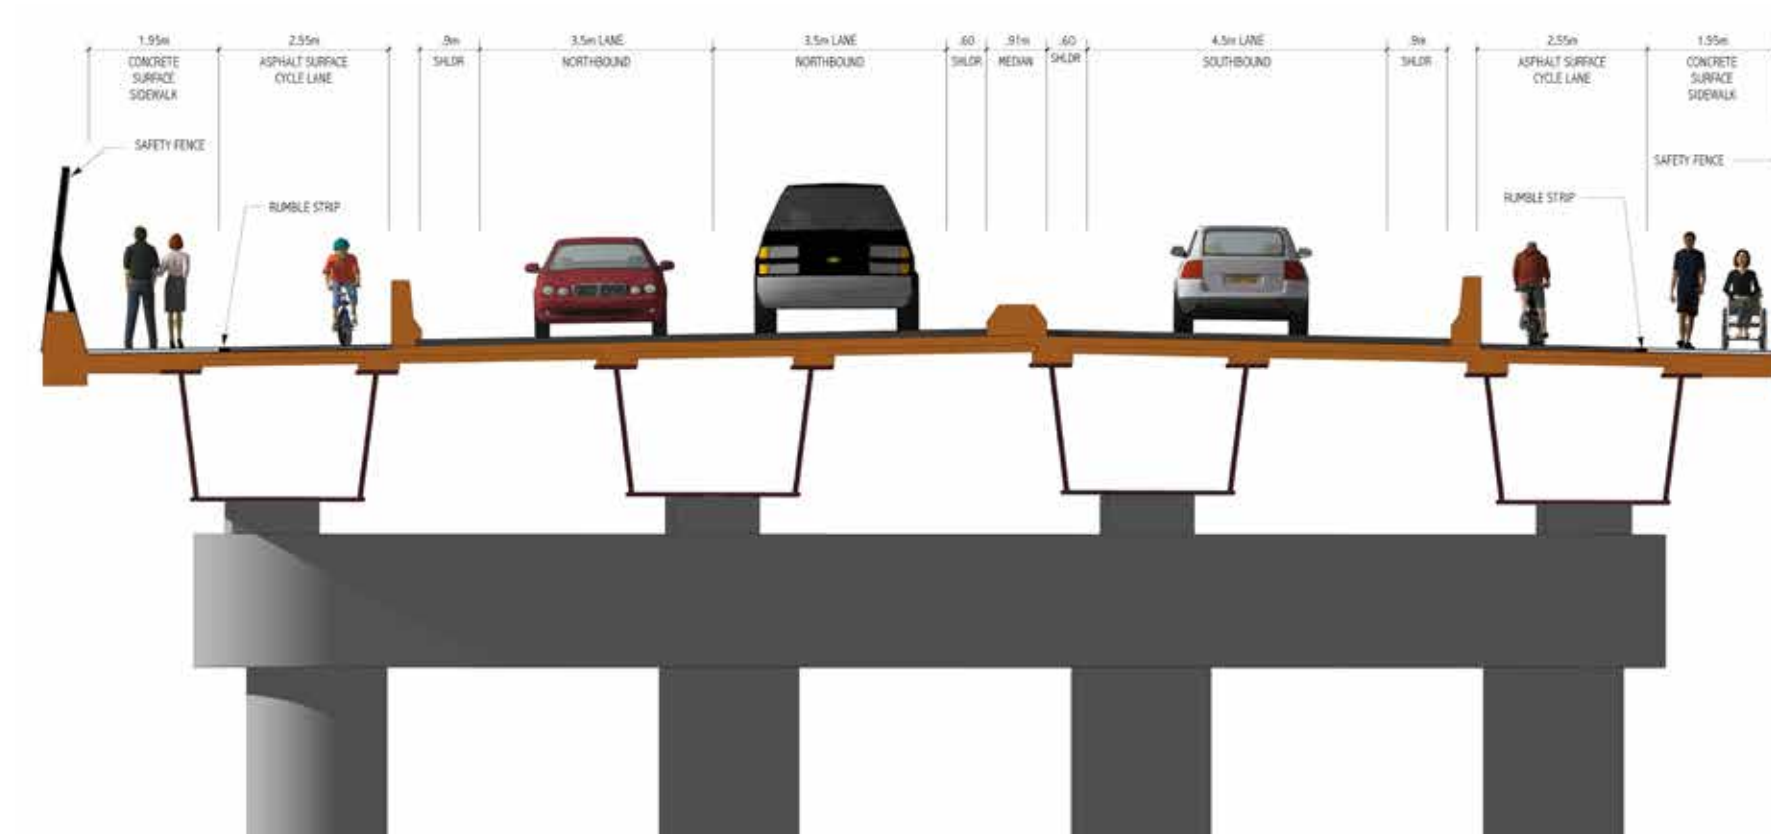 1.95m
CONCRETE
SURFACE
SIDEWALK
2.55m
ASPHALT SURFACE
CYCLE LANE
.9m
SHLDR
3.5m LANE
NORTHBOUND
3.5m LANE
NORTHBOUND
.60
SHLDR
.91m
MEDIAN
.60
SHLDR
4.5m LANE
SOUTHBOUND
.9m
SHLDR
2.55m
ASPHALT SURFACE
CYCLE LANE
1.95m
CONCRETE
SURFACE
SIDEWALK
SAFETY FENCE
SAFETY FENCE
RUMBLE STRIP
RUMBLE STRIP